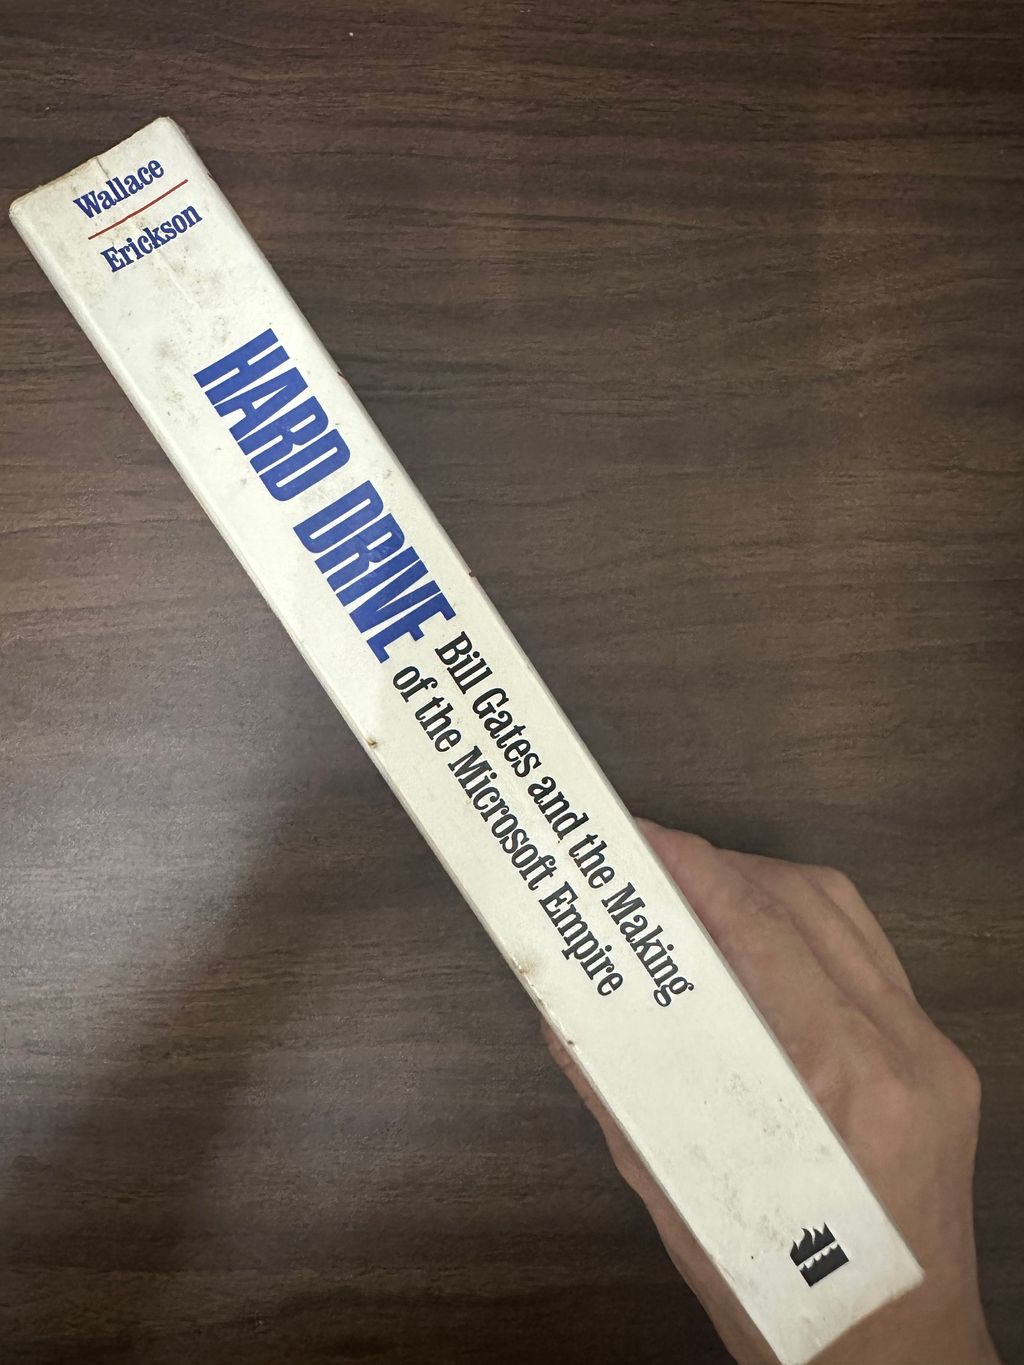 Wallace
Erickson
HARD DRIVE
Bill Gates and the Making
of the Microsoft Empire